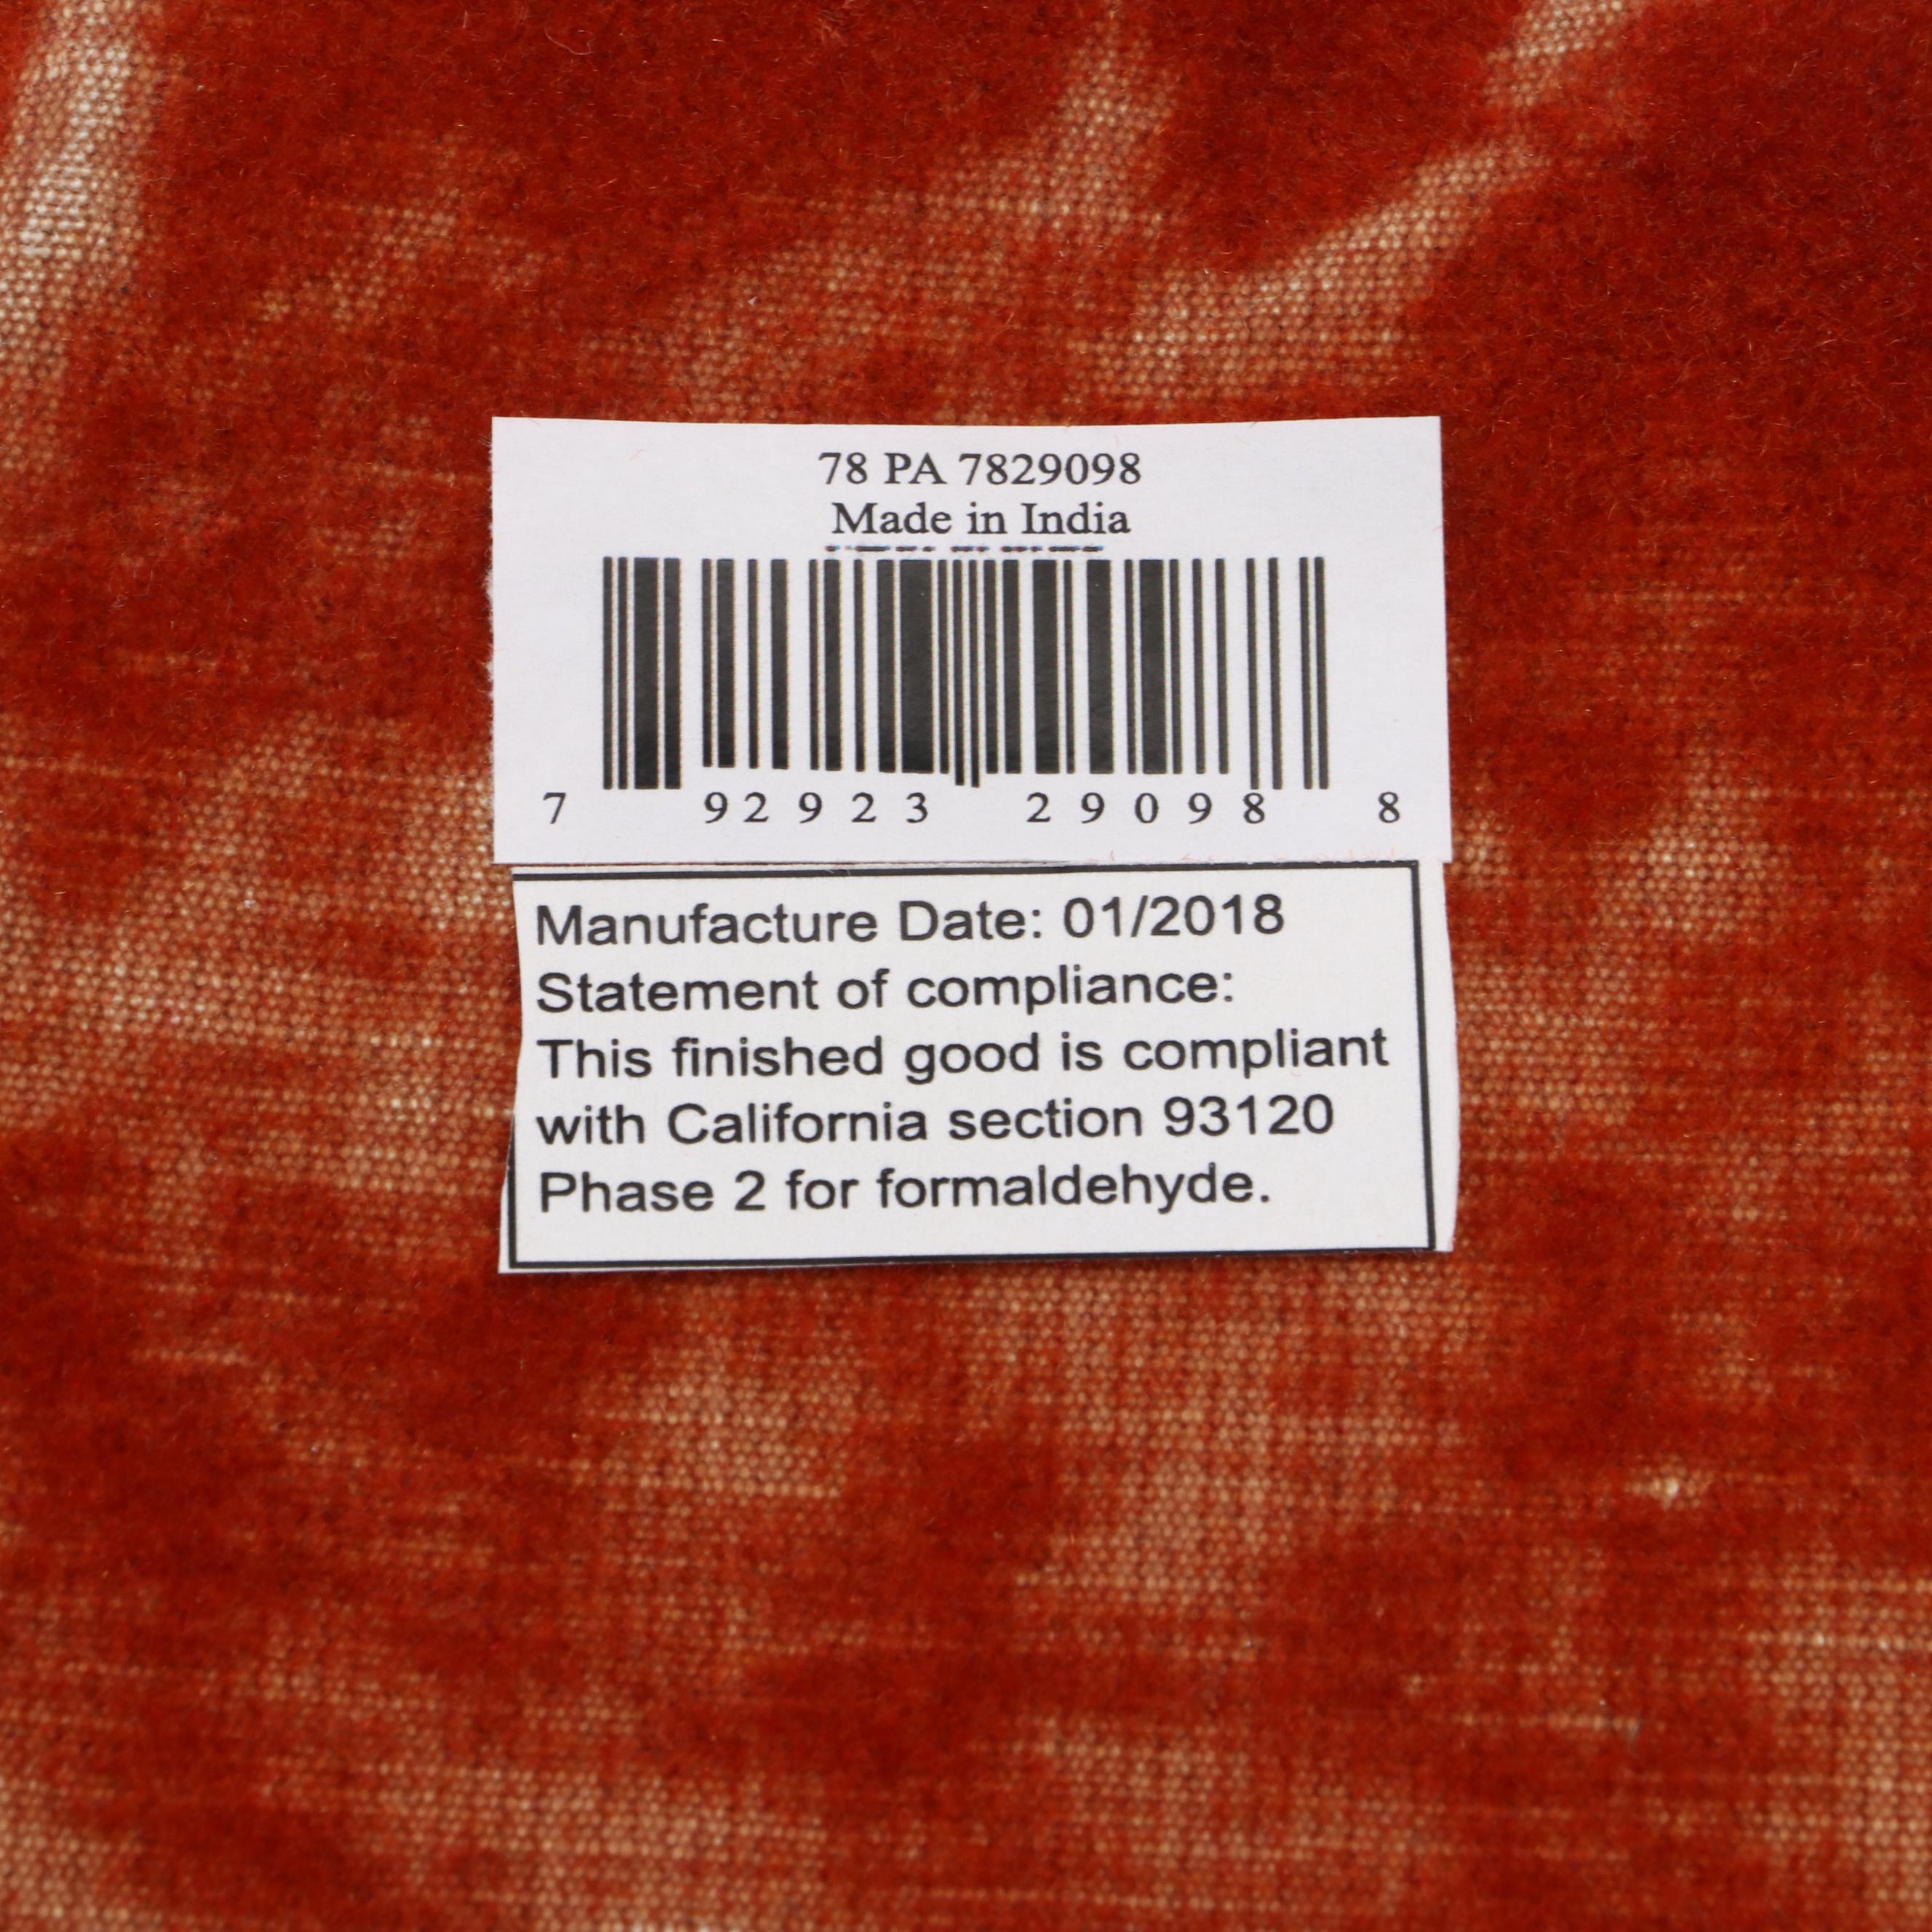 78 PA 7829098
Made in India
7 92923 29098 8
Manufacture Date: 01/2018
Statement of compliance:
This finished good is compliant
with California section 93120
Phase 2 for formaldehyde.